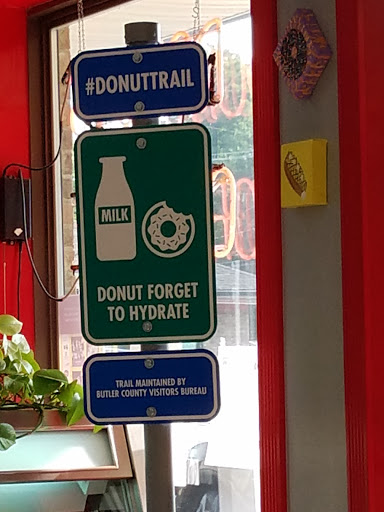 #DONUTTRAIL
MILK
DONUT FORGET
TO HYDRATE
TRAIL MAINTAINED BY
BUTLER COUNTY VISITORS BUREAU